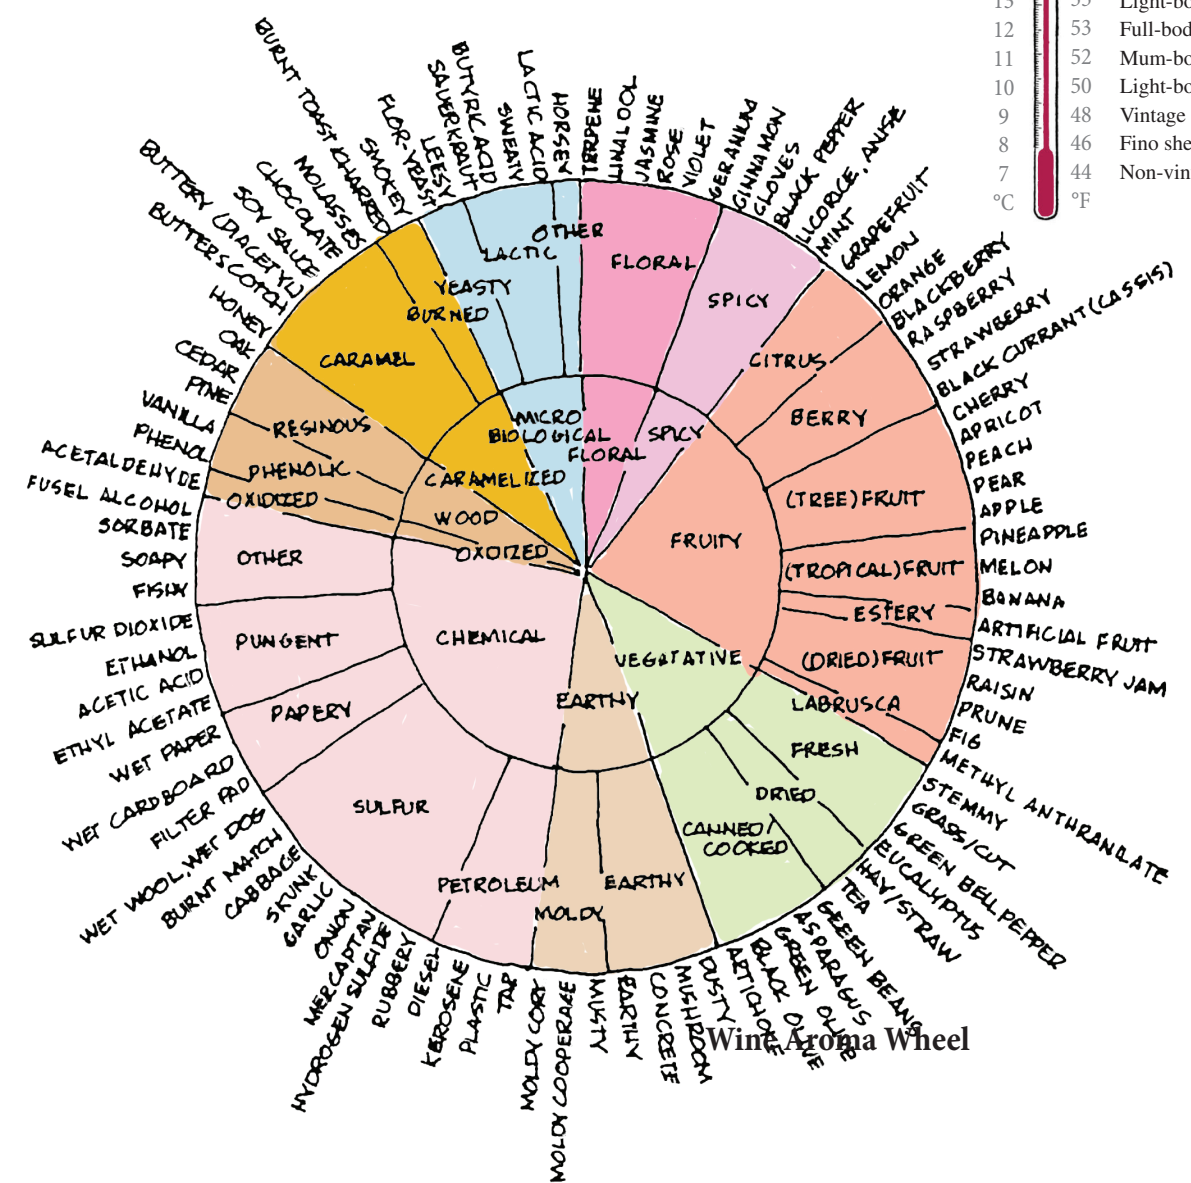 13 55 Light-bo
12 53 Full-bod
11 52 Mum-bo
10 50 Light-bo
9 48 Vintage
8 46 Fino she
7 44 Non-vin
°C °F
TERPENE
LINALOOL
JASMINE
ROSE
VIOLET
GERANIUM
CINNAMON
CLOVES
BLACK PEPPER
LICORICE, ANISE
MINT
GRAPEFRUIT
LEMON
ORANGE
BLACKBERRY
RASPBERRY
STRAWBERRY
BLACK CURRANT (CASSIS)
CHERRY
APRICOT
PEACH
PEAR
APPLE
PINEAPPLE
MELON
BANANA
ARTIFICIAL FRUIT
STRAWBERRY JAM
RAISIN
PRUNE
FIG
METHYL ANTHRANILATE
STEMMY
GRASS/CUT
GREEN BELL PEPPER
EUCALYPTUS
HAY/STRAW
TEA
GREEN BEANS
ASPARAGUS
GREEN OLIVE
BLACK OLIVE
ARTICHOKE
DUSTY
MUSHROOM
CONCRETE
EARTHY
MUSTY
MOLDY COOPERAGE
MOLDY CORY
TAR
PLASTIC
KEROSENE
DIESEL
RUBBERY
HYDROGEN SULFIDE
MERCAPTAN
ONION
GARLIC
SKUNK
CABBAGE
BURNT MATCH
WET WOOL, WET DOG
FILTER PAD
WET CARDBOARD
WET PAPER
ETHYL ACETATE
ACETIC ACID
ETHANOL
SULFUR DIOXIDE
FISHY
SOAPY
SORBATE
FUSEL ALCOHOL
ACETALDEHYDE
PHENOL
VANILLA
PINE
CEDAR
OAK
HONEY
BUTTERSCOTCH
BUTTERY (DIACETYL)
SOY SAUCE
CHOCOLATE
MOLASSES
BURNT TOAST/CHARRED
SMOKEY
FLOR-YEAST
LEESY
SAUERKRAUT
BUTYRIC ACID
SWEATY
LACTIC ACID
HORSEY
OTHER
LACTIC
YEASTY
BURNED
CARAMEL
RESINOUS
PHENOLIC
OXIDIZED
OTHER
PUNGENT
PAPERY
SULFUR
PETROLEUM
MOLDY
EARTHY
CANNED/
COOKED
DRIED
FRESH
LABRUSCA
(DRIED)FRUIT
ESTERY
(TROPICAL)FRUIT
(TREE)FRUIT
BERRY
CITRUS
SPICY
FLORAL
MICRO
BIOLOGICAL
FLORAL
SPICY
FRUITY
VEGATATIVE
EARTHY
CHEMICAL
OXDIZED
WOOD
CARAMELIZED
Wine Aroma Wheel